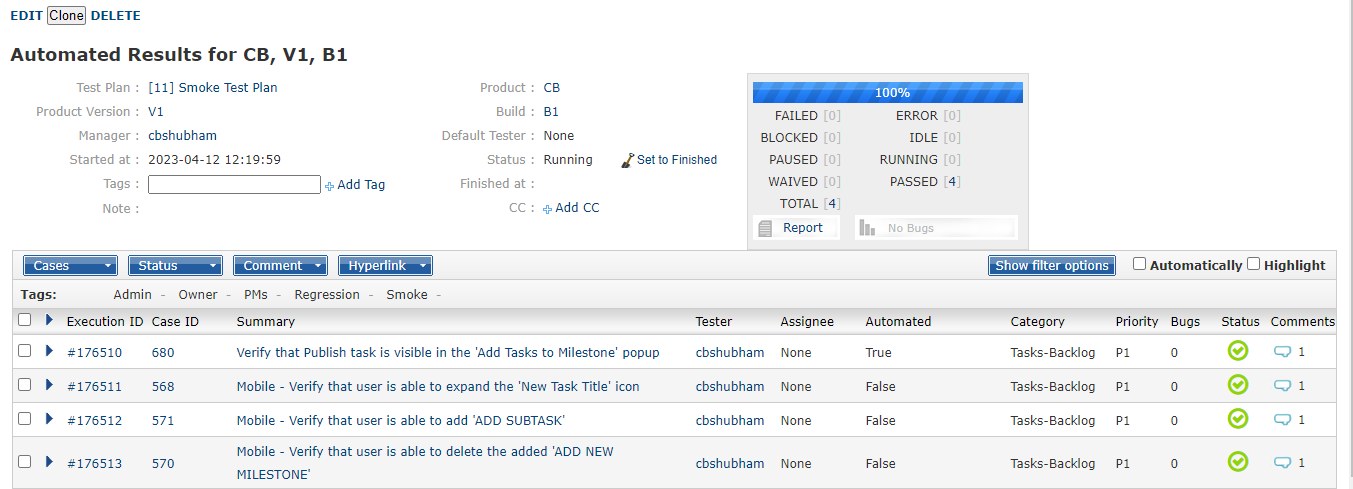 EDIT Clone DELETE
Automated Results for CB, V1, B1
Test Plan : [11] Smoke Test Plan
Product Version : V1
Manager : cbshubham
Started at : 2023-04-12 12:19:59
Tags : Add Tag
Note :
Product : CB
Build : B1
Default Tester : None
Status : Running Set to Finished
Finished at :
CC : Add CC
100%
FAILED [0] ERROR [0]
BLOCKED [0] IDLE [0]
PAUSED [0] RUNNING [0]
WAIVED [0] PASSED [4]
TOTAL [4]
Report No Bugs
Cases Status Comment Hyperlink Show filter options Automatically Highlight
Tags: Admin - Owner - PMs - Regression - Smoke -
Execution ID Case ID Summary Tester Assignee Automated Category Priority Bugs Status Comments
#176510 680 Verify that Publish task is visible in the 'Add Tasks to Milestone' popup cbshubham None True Tasks-Backlog P1 0 1
#176511 568 Mobile - Verify that user is able to expand the 'New Task Title' icon cbshubham None False Tasks-Backlog P1 0 1
#176512 571 Mobile - Verify that user is able to add 'ADD SUBTASK' cbshubham None False Tasks-Backlog P1 0 1
#176513 570 Mobile - Verify that user is able to delete the added 'ADD NEW
MILESTONE' cbshubham None False Tasks-Backlog P1 0 1